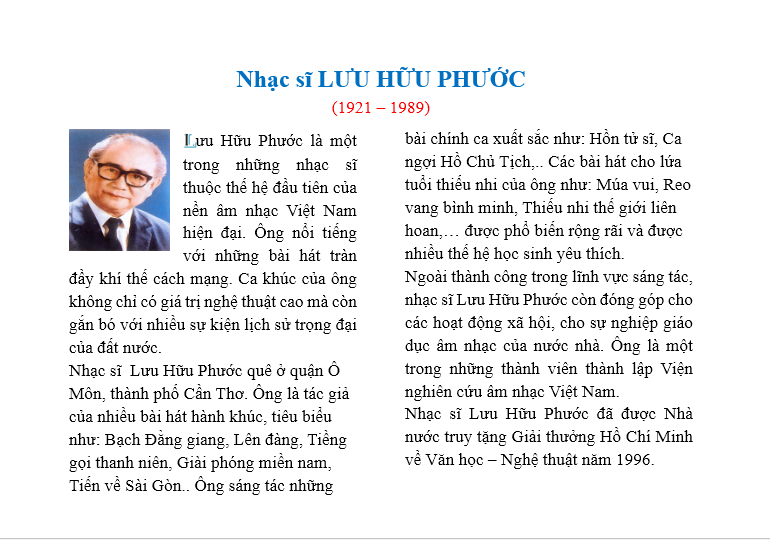 Nhạc sĩ LƯU HỮU PHƯỚC
(1921 – 1989)
Lưu Hữu Phước là một
trong những nhạc sĩ
thuộc thế hệ đầu tiên của
nền âm nhạc Việt Nam
hiện đại. Ông nổi tiếng
với những bài hát tràn
đầy khí thế cách mạng. Ca khúc của ông
không chỉ có giá trị nghệ thuật cao mà còn
gắn bó với nhiều sự kiện lịch sử trọng đại
của đất nước.
Nhạc sĩ  Lưu Hữu Phước quê ở quận Ô
Môn, thành phố Cần Thơ. Ông là tác giả
của nhiều bài hát hành khúc, tiêu biểu
như: Bạch Đằng giang, Lên đàng, Tiếng
gọi thanh niên, Giải phóng miền nam,
Tiến về Sài Gòn.. Ông sáng tác những
bài chính ca xuất sắc như: Hồn tử sĩ, Ca
ngợi Hồ Chủ Tịch,.. Các bài hát cho lứa
tuổi thiếu nhi của ông như: Múa vui, Reo
vang bình minh, Thiếu nhi thế giới liên
hoan,… được phổ biến rộng rãi và được
nhiều thế hệ học sinh yêu thích.
Ngoài thành công trong lĩnh vực sáng tác,
nhạc sĩ Lưu Hữu Phước còn đóng góp cho
các hoạt động xã hội, cho sự nghiệp giáo
dục âm nhạc của nước nhà. Ông là một
trong những thành viên thành lập Viện
nghiên cứu âm nhạc Việt Nam.
Nhạc sĩ Lưu Hữu Phước đã được Nhà
nước truy tặng Giải thưởng Hồ Chí Minh
về Văn học – Nghệ thuật năm 1996.